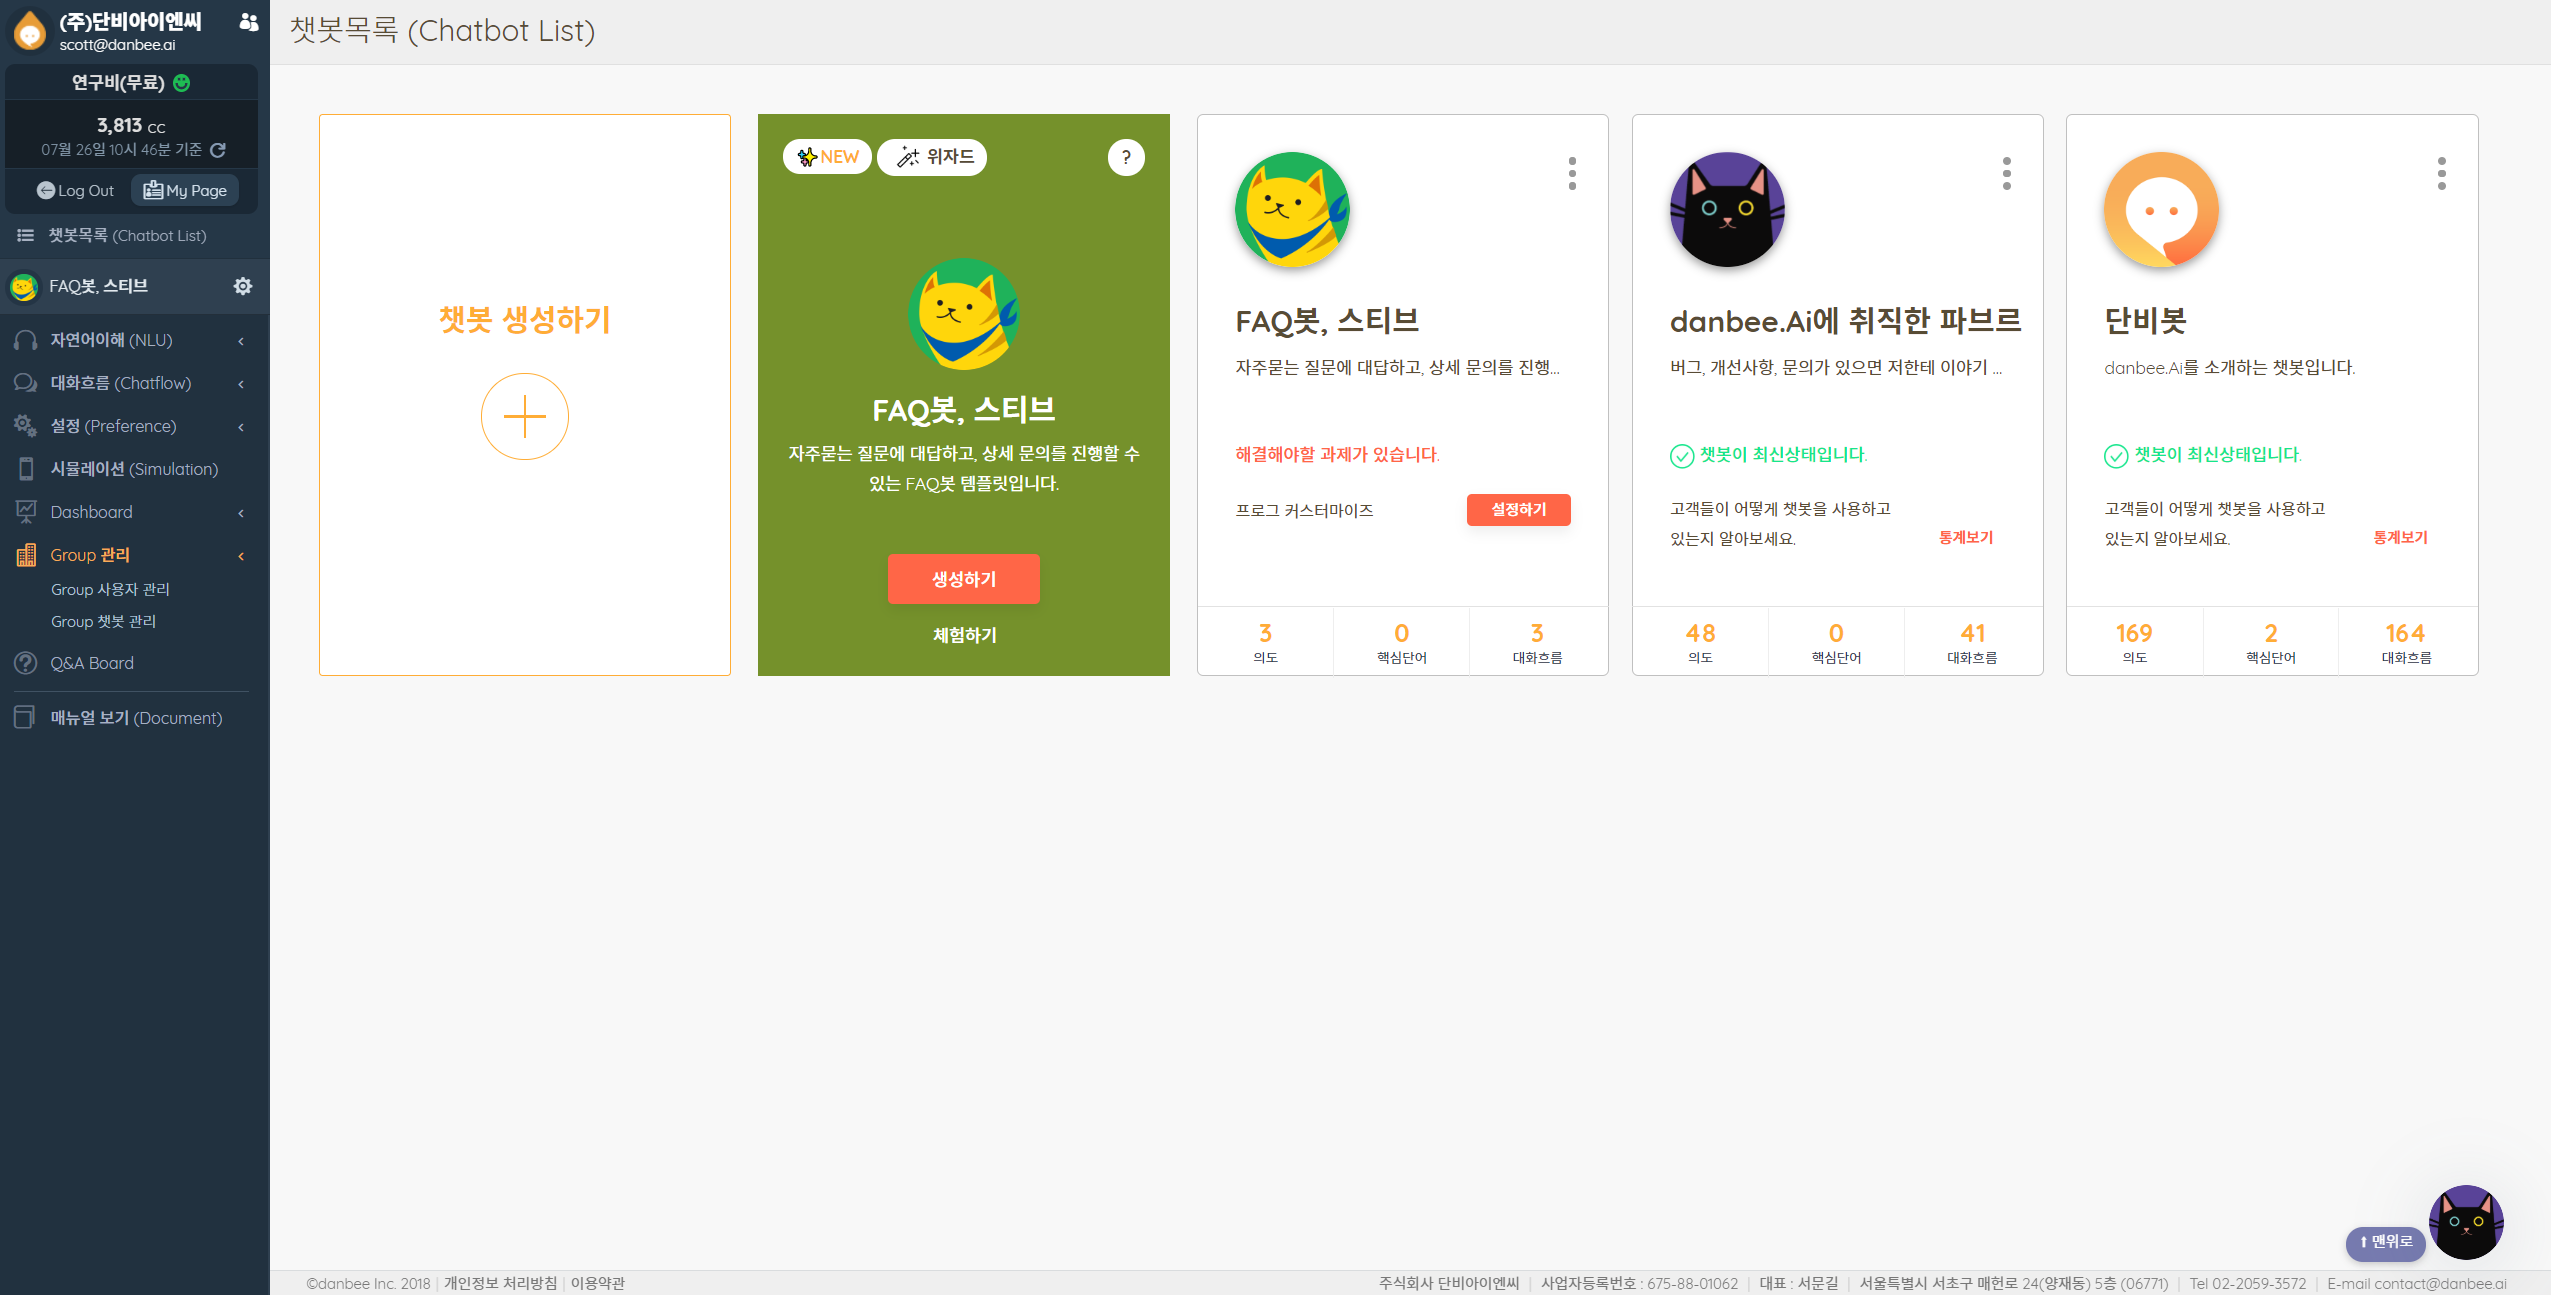 (주)단비아이엔씨
scott@danbee.ai
연구비(무료)
3,813 cc
07월 26일 10시 46분 기준
Log Out
My Page
챗봇목록 (Chatbot List)
FAQ봇, 스티브
자연어이해 (NLU)
대화흐름 (Chatflow)
설정 (Preference)
시뮬레이션 (Simulation)
Dashboard
Group 관리
Group 사용자 관리
Group 챗봇 관리
Q&A Board
매뉴얼 보기 (Document)
챗봇목록 (Chatbot List)
챗봇 생성하기
NEW
위자드
?
FAQ봇, 스티브
자주묻는 질문에 대답하고, 상세 문의를 진행할 수
있는 FAQ봇 템플릿입니다.
생성하기
체험하기
FAQ봇, 스티브
자주묻는 질문에 대답하고, 상세 문의를 진행...
해결해야할 과제가 있습니다.
프로그 커스터마이즈
설정하기
3
의도
0
핵심단어
3
대화흐름
danbee.Ai에 취직한 파브르
버그, 개선사항, 문의가 있으면 저한테 이야기 ...
챗봇이 최신상태입니다.
고객들이 어떻게 챗봇을 사용하고
있는지 알아보세요.
통계보기
48
의도
0
핵심단어
41
대화흐름
단비봇
danbee.Ai를 소개하는 챗봇입니다.
챗봇이 최신상태입니다.
고객들이 어떻게 챗봇을 사용하고
있는지 알아보세요.
통계보기
169
의도
2
핵심단어
164
대화흐름
⬆ 맨위로
©danbee Inc. 2018 | 개인정보 처리방침 | 이용약관
주식회사 단비아이엔씨 | 사업자등록번호 : 675-88-01062 | 대표 : 서문길 | 서울특별시 서초구 매헌로 24(양재동) 5층 (06771) | Tel 02-2059-3572 | E-mail contact@danbee.ai